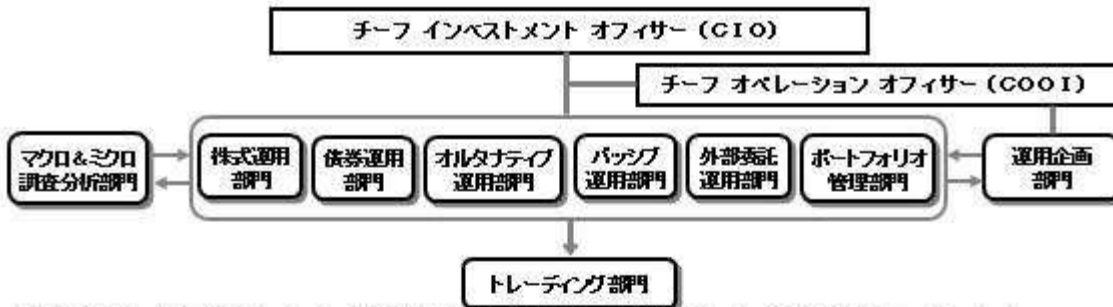 チーフ インベストメント オフィサー (CIO)
チーフ オペレーション オフィサー (COOI)
マクロ&ミクロ
調査分析部門
株式運用
部門
債券運用
部門
オルタナティブ
運用部門
パッシブ
運用部門
外部委託
運用部門
ポートフォリオ
管理部門
運用企画
部門
トレーディング部門